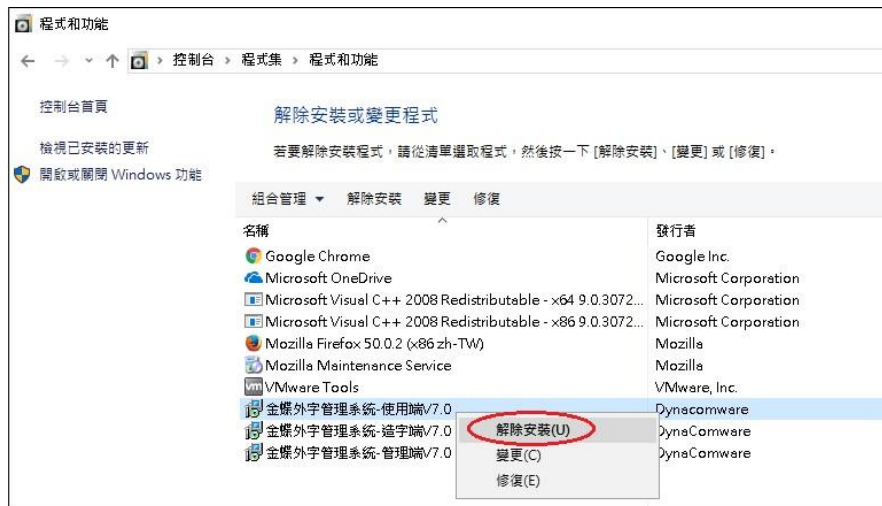 程式和功能
控制台 › 程式集 › 程式和功能
控制台首頁
檢視已安裝的更新
開啟或關閉 Windows 功能
解除安裝或變更程式
若要解除安裝程式，請從清單選取程式，然後按一下 [解除安裝]、[變更] 或 [修復]。
組合管理 解除安裝 變更 修復
名稱 發行者
Google Chrome Google Inc.
Microsoft OneDrive Microsoft Corporation
Microsoft Visual C++ 2008 Redistributable - x64 9.0.3072... Microsoft Corporation
Microsoft Visual C++ 2008 Redistributable - x86 9.0.3072... Microsoft Corporation
Mozilla Firefox 50.0.2 (x86 zh-TW) Mozilla
Mozilla Maintenance Service Mozilla
VMware Tools VMware, Inc.
金蝶外字管理系統-使用端V7.0 Dynacomware
金蝶外字管理系統-造字端V7.0 DynaComware
金蝶外字管理系統-管理端V7.0 DynaComware
解除安裝(U)
變更(C)
修復(E)